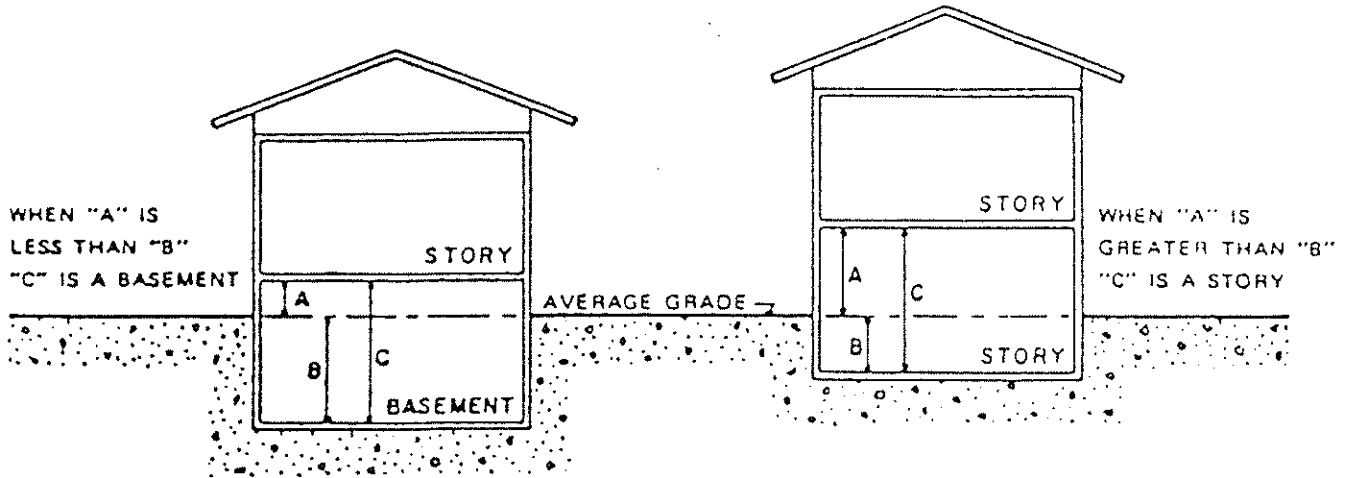 WHEN "A" IS
LESS THAN "B"
"C" IS A BASEMENT
STORY
A
B
C
BASEMENT
AVERAGE GRADE
STORY
A
C
B
STORY
WHEN "A" IS
GREATER THAN "B"
"C" IS A STORY